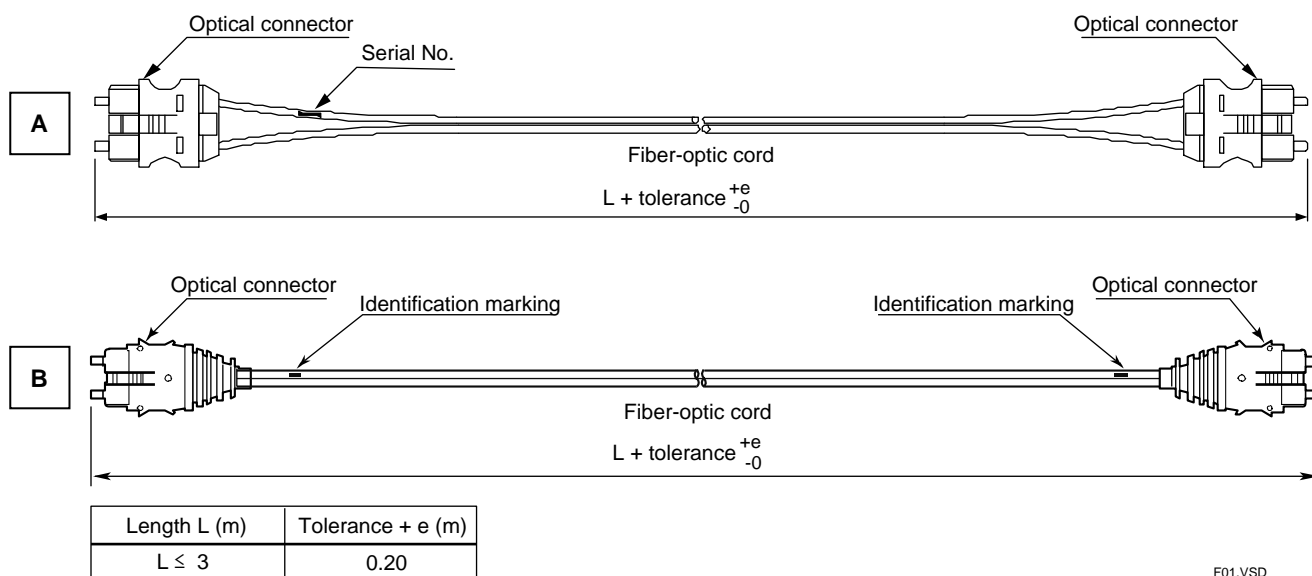 Optical connector
Optical connector
Serial No.
A
Fiber-optic cord
L + tolerance +e -0
Optical connector
Optical connector
Identification marking
Identification marking
B
Fiber-optic cord
L + tolerance +e -0
Length L (m) Tolerance + e (m)
L ≤ 3 0.20
F01.VSD